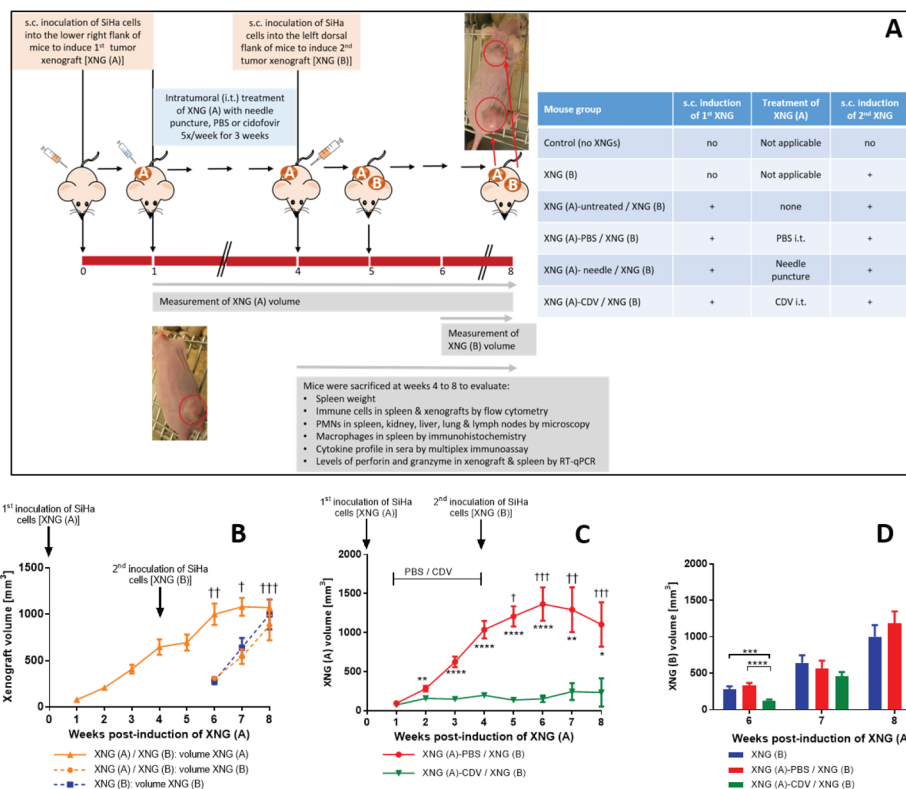 s.c. inoculation of SiHa cells
into the lower right flank of
mice to induce 1st tumor
xenograft [XNG (A)]
s.c. inoculation of SiHa
cells into the leltt dorsal
flank of mice to induce 2nd
tumor xenograft [XNG (B)]
A
Intratumoral (i.t.) treatment
of XNG (A) with needle
puncture, PBS or cidofovir
5x/week for 3 weeks
A
A
A
B
A
B
0
1
4
5
6
8
Measurement of XNG (A) volume
Measurement of
XNG (B) volume
Mice were sacrificed at weeks 4 to 8 to evaluate:
• Spleen weight
• Immune cells in spleen & xenografts by flow cytometry
• PMNs in spleen, kidney, liver, lung & lymph nodes by microscopy
• Macrophages in spleen by immunohistochemistry
• Cytokine profile in sera by multiplex immunoassay
• Levels of perforin and granzyme in xenograft & spleen by RT-qPCR
Mouse group s.c. induction of 1st XNG Treatment of XNG (A) s.c. induction of 2nd XNG
Control (no XNGs) no Not applicable no
XNG (B) no Not applicable +
XNG (A)-untreated / XNG (B) + none +
XNG (A)-PBS / XNG (B) + PBS i.t. +
XNG (A)- needle / XNG (B) + Needle puncture +
XNG (A)-CDV / XNG (B) + CDV i.t. +
1st inoculation of SiHa
cells [XNG (A)]
B
2nd inoculation of SiHa
cells [XNG (B)]
Xenograft volume [mm3]
1500
1000
500
0
†† † †††
0 1 2 3 4 5 6 7 8
Weeks post-induction of XNG (A)
XNG (A) / XNG (B): volume XNG (A)
XNG (A) / XNG (B): volume XNG (B)
XNG (B): volume XNG (B)
1st inoculation of SiHa
cells [XNG (A)]
2nd inoculation of SiHa
cells [XNG (B)]
C
XNG (A) volume [mm3]
2000
1500
1000
500
0
PBS / CDV
† ††† †† †††
** **** **** **** **** ** *
0 1 2 3 4 5 6 7 8
Weeks post-induction of XNG (A)
XNG (A)-PBS / XNG (B)
XNG (A)-CDV / XNG (B)
D
XNG (B) volume [mm3]
2000
1500
1000
500
0
***
****
6 7 8
Weeks post-induction of XNG (A
XNG (B)
XNG (A)-PBS / XNG (B)
XNG (A)-CDV / XNG (B)